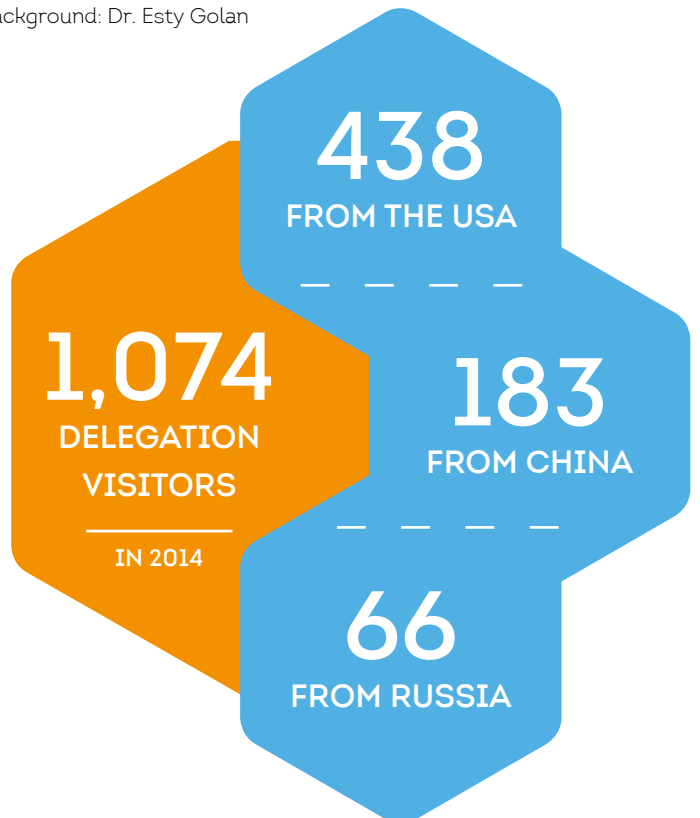 ackground: Dr. Esty Golan
438
FROM THE USA
1,074
DELEGATION
VISITORS
IN 2014
183
FROM CHINA
66
FROM RUSSIA